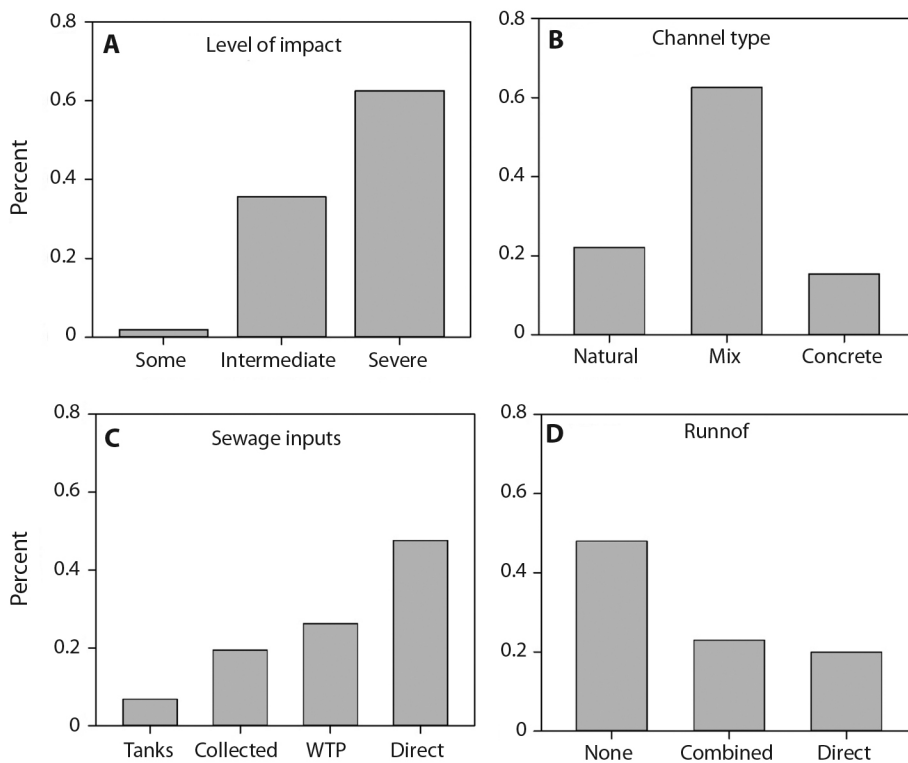 A Level of impact
Percent
0.8
0.6
0.4
0.2
0
Some Intermediate Severe
B Channel type
0.8
0.6
0.4
0.2
0
Natural Mix Concrete
C Sewage inputs
Percent
0.8
0.6
0.4
0.2
0
Tanks Collected WTP Direct
D Runnof
0.8
0.6
0.4
0.2
0
None Combined Direct